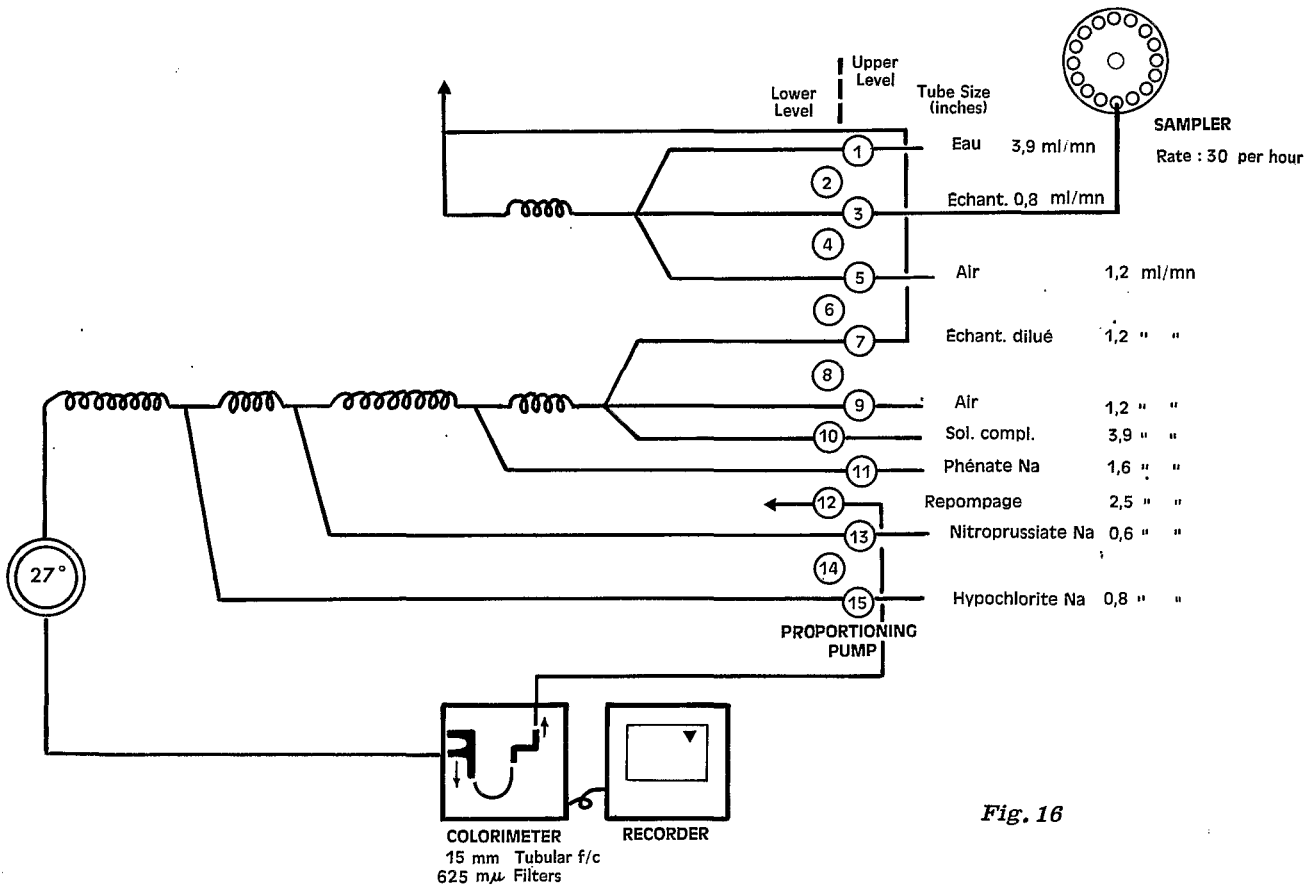 Upper
Level
Lower
Level
Tube Size
(inches)
SAMPLER
Rate : 30 per hour
1 Eau 3,9 ml/mn
2
3 Échant. 0,8 ml/mn
4
5 Air 1,2 ml/mn
6
7 Échant. dilué 1,2 " "
8
9 Air 1,2 " "
10 Sol. compl. 3,9 " "
11 Phénate Na 1,6 " "
12 Repompage 2,5 " "
13 Nitroprussiate Na 0,6 " "
14
15 Hypochlorite Na 0,8 " "
27°
PROPORTIONING
PUMP
COLORIMETER
15 mm Tubular f/c
625 mμ Filters
RECORDER
Fig. 16